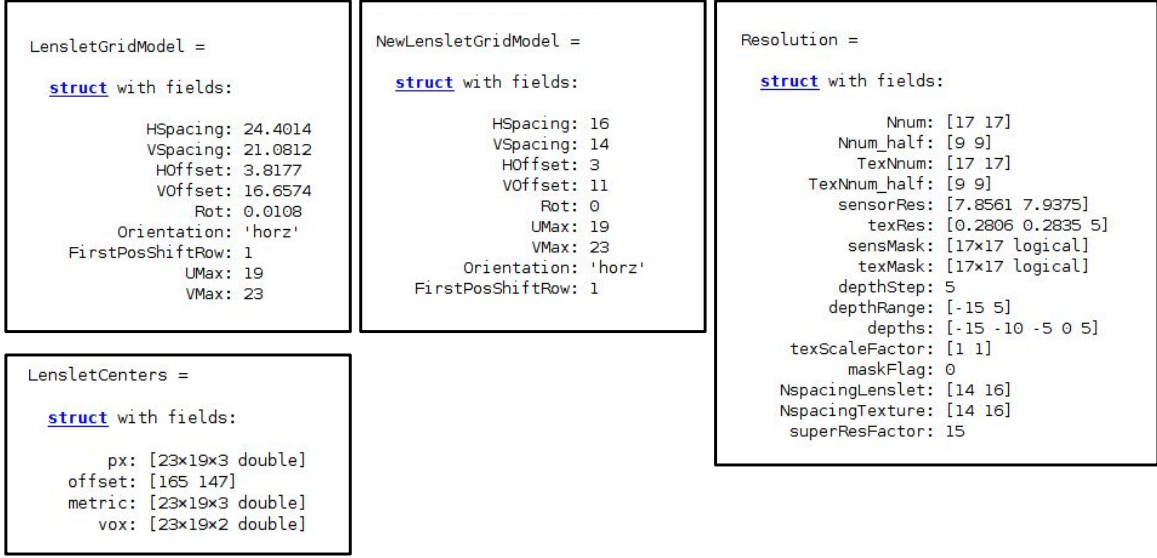 LensletGridModel =
struct with fields:
HSpacing: 24.4014
VSpacing: 21.0812
HOffset: 3.8177
VOffset: 16.6574
Rot: 0.0108
Orientation: 'horz'
FirstPosShiftRow: 1
UMax: 19
VMax: 23
NewLensletGridModel =
struct with fields:
HSpacing: 16
VSpacing: 14
HOffset: 3
VOffset: 11
Rot: 0
UMax: 19
VMax: 23
Orientation: 'horz'
FirstPosShiftRow: 1
Resolution =
struct with fields:
Nnum: [17 17]
Nnum_half: [9 9]
TexNnum: [17 17]
TexNnum_half: [9 9]
sensorRes: [7.8561 7.9375]
texRes: [0.2806 0.2835 5]
sensMask: [17×17 logical]
texMask: [17×17 logical]
depthStep: 5
depthRange: [-15 5]
depths: [-15 -10 -5 0 5]
texScaleFactor: [1 1]
maskFlag: 0
NspacingLenslet: [14 16]
NspacingTexture: [14 16]
superResFactor: 15
LensletCenters =
struct with fields:
px: [23×19×3 double]
offset: [165 147]
metric: [23×19×3 double]
vox: [23×19×2 double]